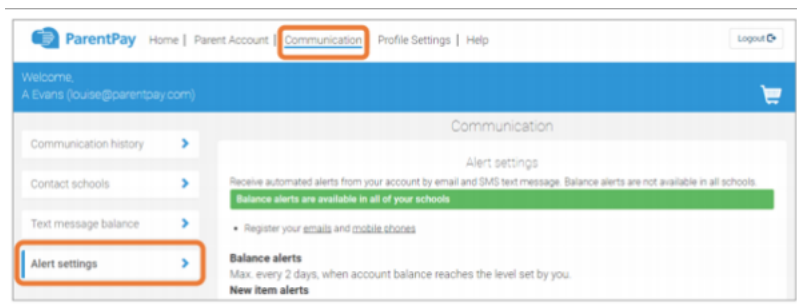 ParentPay Home | Parent Account | Communication Profile Settings | Help Logout
Welcome,
A Evans (louise@parentpay.com)
Communication
Communication history
Alert settings
Contact schools
Receive automated alerts from your account by email and SMS text message. Balance alerts are not available in all schools.
Balance alerts are available in all of your schools
Text message balance
• Register your emails and mobile phones
Alert settings
Balance alerts
Max. every 2 days, when account balance reaches the level set by you.
New item alerts